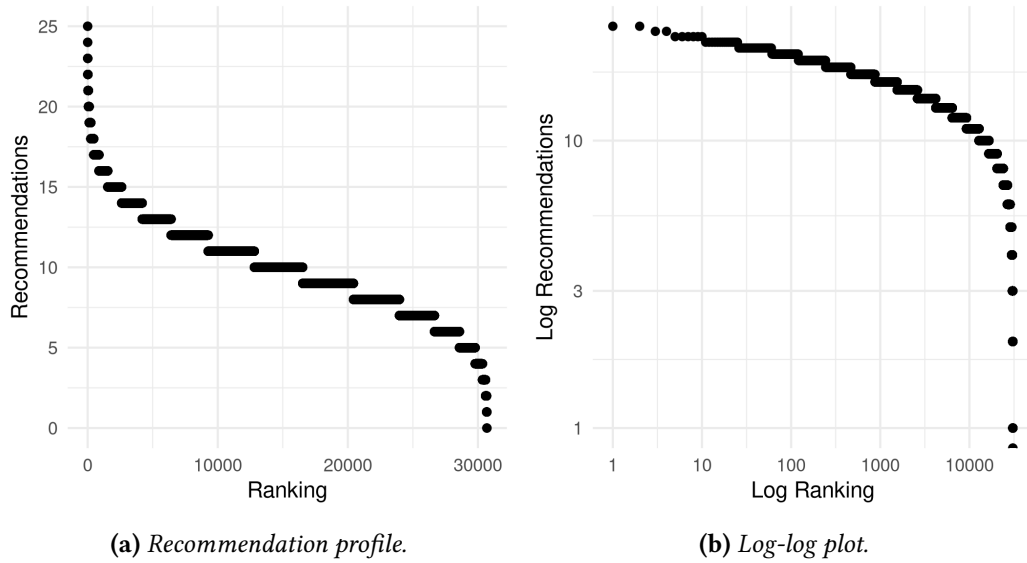 25
20
15
10
5
0
Recommendations
0 10000 20000 30000
Ranking
(a) Recommendation profile.
10
3
1
Log Recommendations
1 10 100 1000 10000
Log Ranking
(b) Log-log plot.